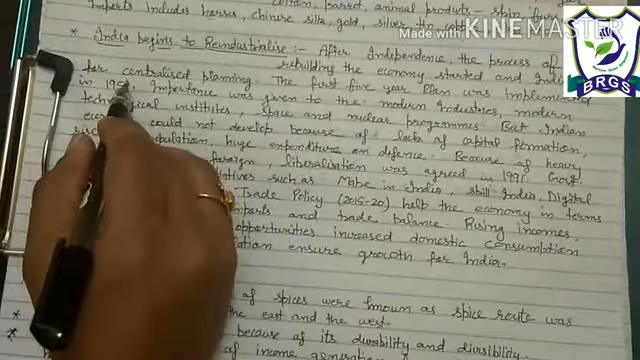 cotton, parrot, animal products - skin
Imports includes horses, chinese silk, gold, silver, tin
Made with KINEMASTER
BRGS
* India begins to Reindustrialise :- After Independence, the process of
rebuilding the economy started and India
for centralised planning. The first five year plan was implemented
in 195 Importance was given to the modern Industries, modern
technological institutes, space and nuclear programmes. But Indian
could not develop because of lack of capital formation,
population, huge expenditure on defence. Because of heavy
foreign, liberalisation was agreed in 1991. Govt.
such as Make in India, skill India, Digital
Trade Policy (2015-20) help the economy in terms
and trade balance. Rising incomes,
opportunities increased domestic consumption
ensure growth for India.
of spices were known as spice route was
the east and the west.
* because of its durability and diversibility.
* of income generation